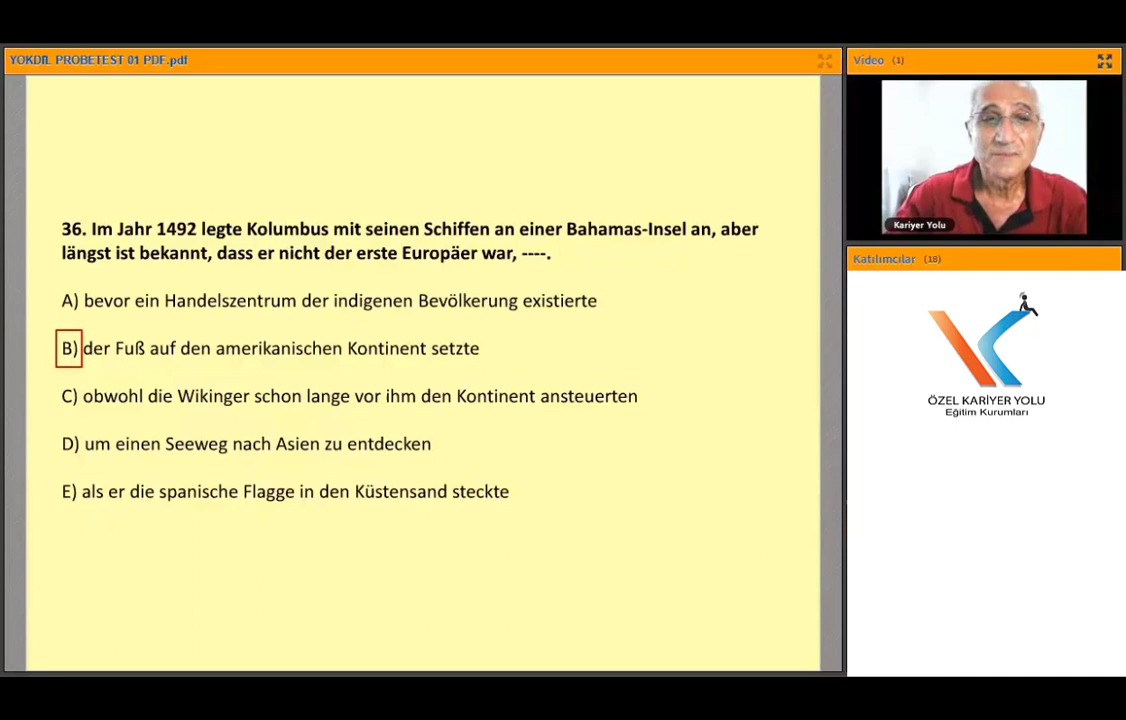 YOKDIL PROBETEST 01 PDF.pdf
Video (1)
Kariyer Yolu
Katılımcılar (18)
36. Im Jahr 1492 legte Kolumbus mit seinen Schiffen an einer Bahamas-Insel an, aber
längst ist bekannt, dass er nicht der erste Europäer war, ----.
A) bevor ein Handelszentrum der indigenen Bevölkerung existierte
B) der Fuß auf den amerikanischen Kontinent setzte
C) obwohl die Wikinger schon lange vor ihm den Kontinent ansteuerten
D) um einen Seeweg nach Asien zu entdecken
E) als er die spanische Flagge in den Küstensand steckte
ÖZEL KARİYER YOLU
Eğitim Kurumları